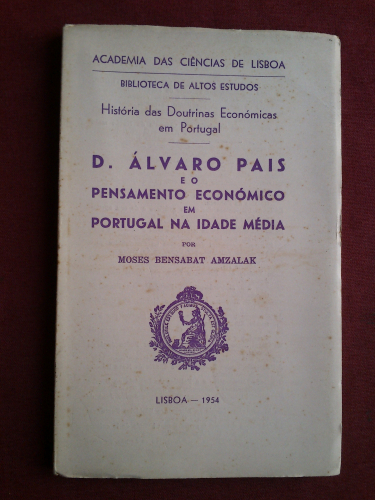 ACADEMIA DAS CIÊNCIAS DE LISBOA
BIBLIOTECA DE ALTOS ESTUDOS
História das Doutrinas Económicas
em Portugal
D. ÁLVARO PAIS
E O
PENSAMENTO ECONÓMICO
EM
PORTUGAL NA IDADE MÉDIA
POR
MOSES BENSABAT AMZALAK
LISBOA — 1954